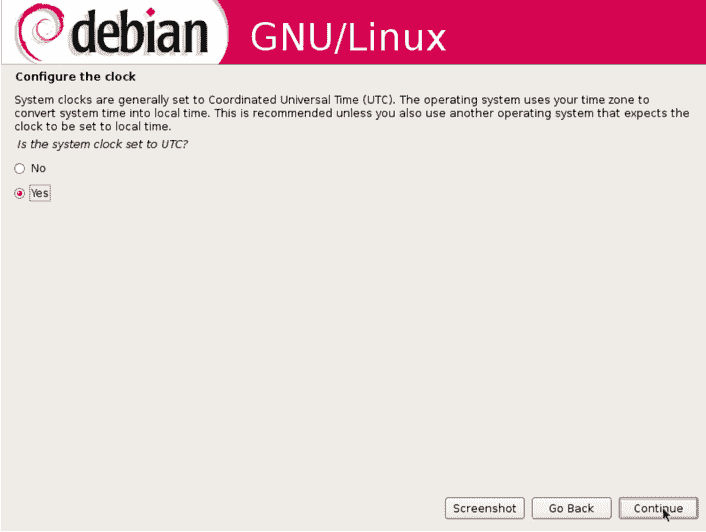 debian GNU/Linux
Configure the clock
System clocks are generally set to Coordinated Universal Time (UTC). The operating system uses your time zone to
convert system time into local time. This is recommended unless you also use another operating system that expects the
clock to be set to local time.
Is the system clock set to UTC?
No
Yes
Screenshot Go Back Continue